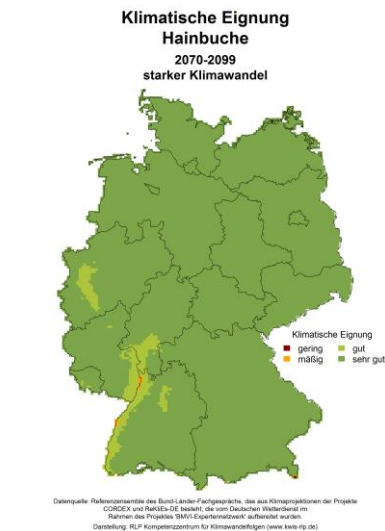 Klimatische Eignung
Hainbuche
2070-2099
starker Klimawandel
Klimatische Eignung
gering gut
mäßig sehr gut
Datenquelle: Referenzensemble des Bund-Länder-Fachgesprächs, das aus Klimaprojektionen der Projekte
CORDEX und ReKliEs-DE besteht, die vom Deutschen Wetterdienst im
Rahmen des Projektes 'BMVI-Expertennetzwerk' aufbereitet wurden.
Darstellung: RLP Kompetenzzentrum für Klimawandelfolgen (www.kwis-rlp.de)